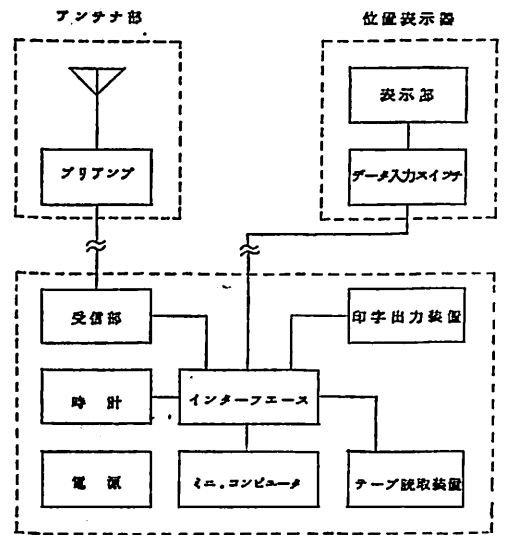 アンテナ部
位置表示器
表示部
プリアンプ
データ入力スイツチ
受信部
印字出力装置
時計
インターフエース
電源
ミニ・コンピュータ
テープ読取装置